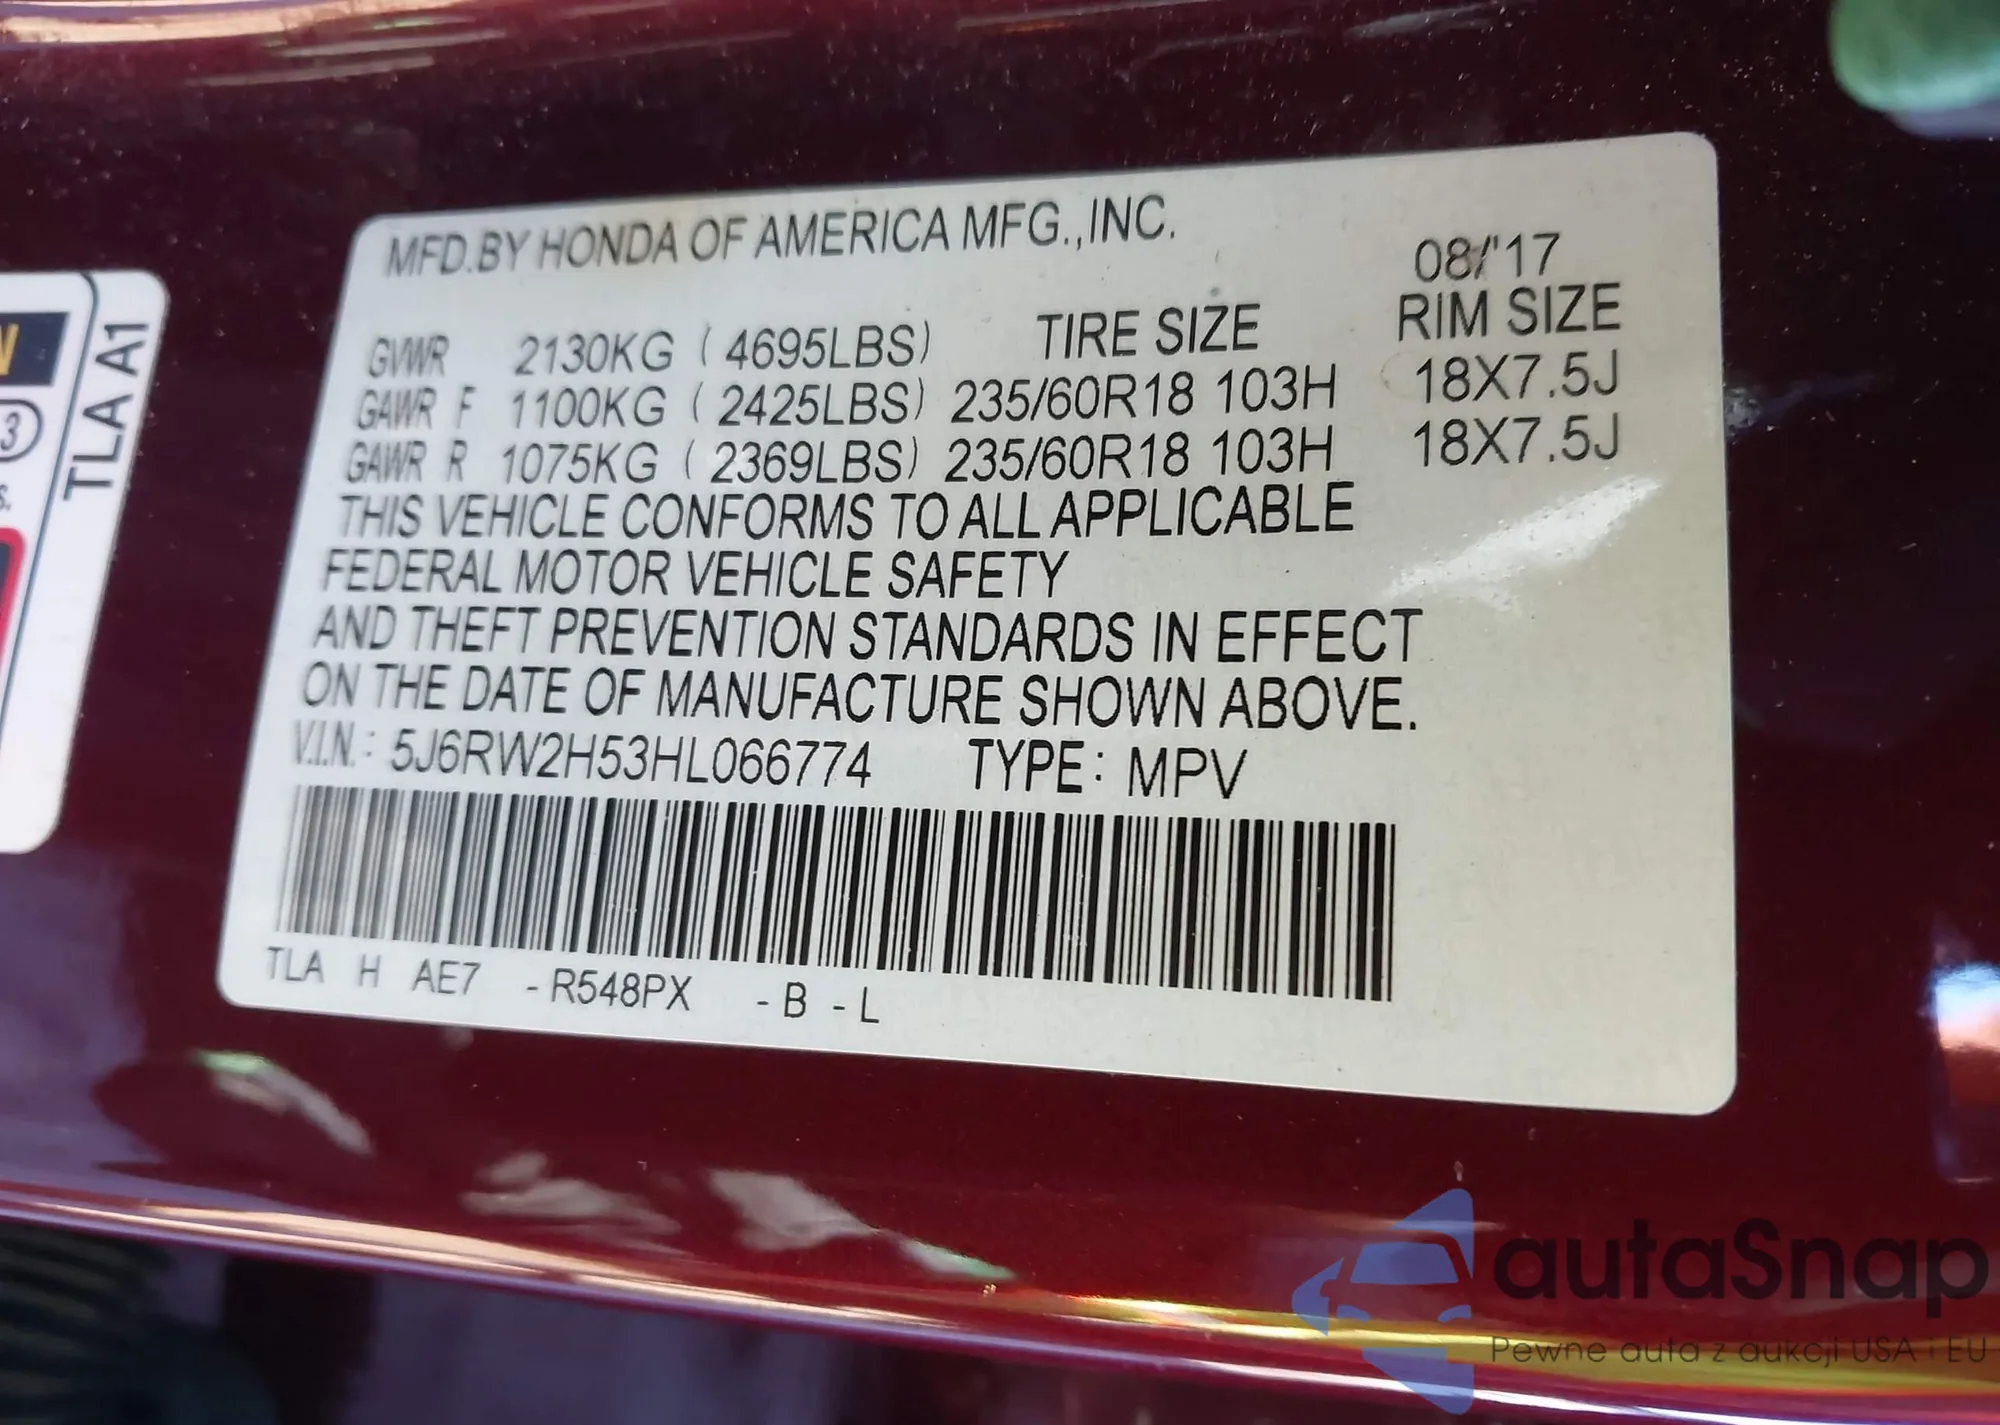 MFD.BY HONDA OF AMERICA MFG.,INC.
08/'17
GVWR 2130KG ( 4695LBS) TIRE SIZE RIM SIZE
GAWR F 1100KG ( 2425LBS) 235/60R18 103H 18X7.5J
GAWR R 1075KG ( 2369LBS) 235/60R18 103H 18X7.5J
THIS VEHICLE CONFORMS TO ALL APPLICABLE
FEDERAL MOTOR VEHICLE SAFETY
AND THEFT PREVENTION STANDARDS IN EFFECT
ON THE DATE OF MANUFACTURE SHOWN ABOVE.
V.I.N.: 5J6RW2H53HL066774 TYPE: MPV
TLA H AE7 -R548PX -B -L
TLA A1
3
autaSnap
Pewne auta z aukcji USA i EU